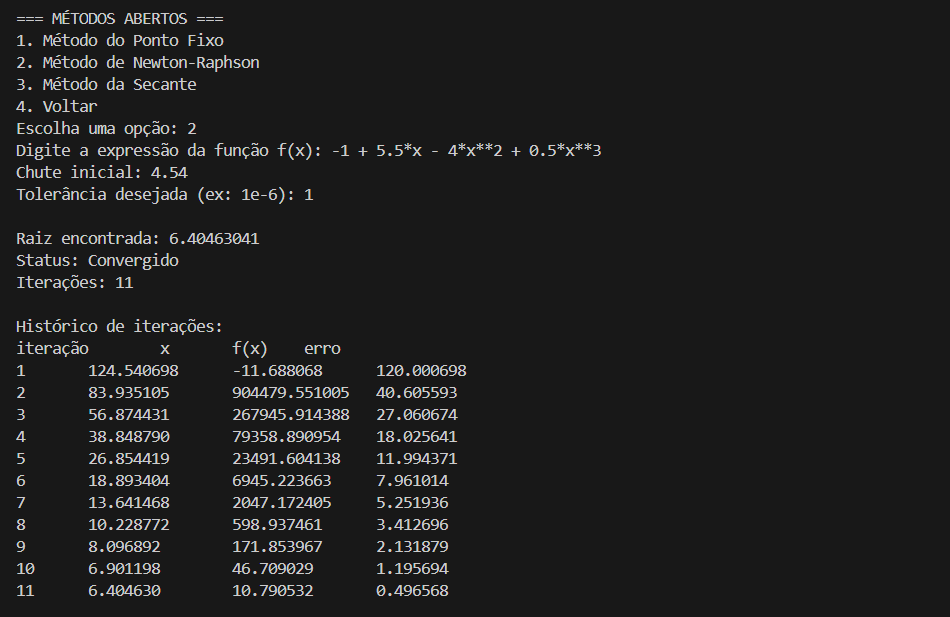 === MÉTODOS ABERTOS ===
1. Método do Ponto Fixo
2. Método de Newton-Raphson
3. Método da Secante
4. Voltar
Escolha uma opção: 2
Digite a expressão da função f(x): -1 + 5.5*x - 4*x**2 + 0.5*x**3
Chute inicial: 4.54
Tolerância desejada (ex: 1e-6): 1
Raiz encontrada: 6.40463041
Status: Convergido
Iterações: 11
Histórico de iterações:
iteração x f(x) erro
1 124.540698 -11.688068 120.000698
2 83.935105 904479.551005 40.605593
3 56.874431 267945.914388 27.060674
4 38.848790 79358.890954 18.025641
5 26.854419 23491.604138 11.994371
6 18.893404 6945.223663 7.961014
7 13.641468 2047.172405 5.251936
8 10.228772 598.937461 3.412696
9 8.096892 171.853967 2.131879
10 6.901198 46.709029 1.195694
11 6.404630 10.790532 0.496568